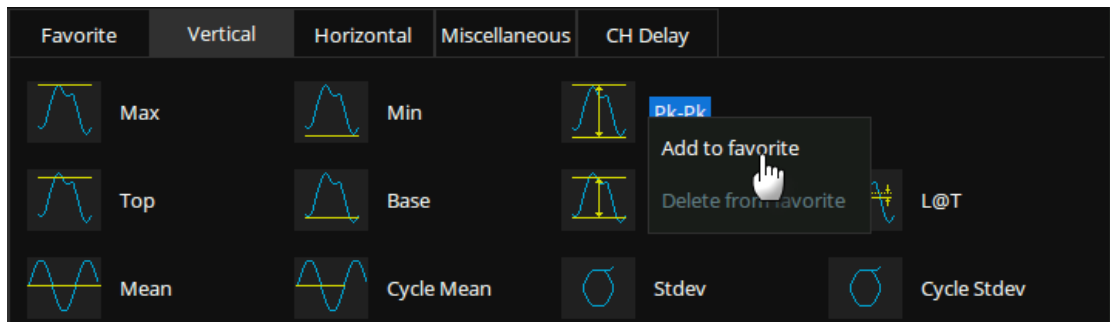 Favorite Vertical Horizontal Miscellaneous CH Delay
Max Min Pk-Pk
Add to favorite
Top Base Delete from favorite L@T
Mean Cycle Mean Stdev Cycle Stdev